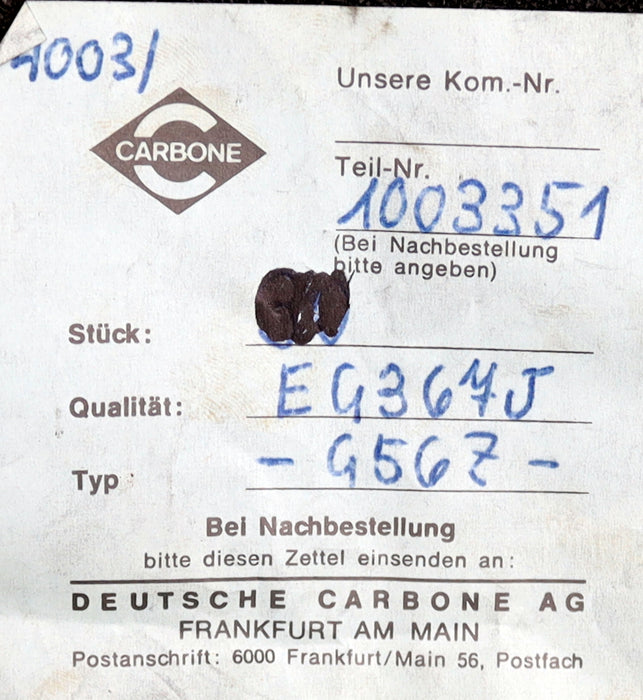 1003/
Unsere Kom.-Nr.
CARBONE
Teil-Nr.
1003351
(Bei Nachbestellung
bitte angeben)
Stück:
Qualität: EG367J
Typ - G56Z -
Bei Nachbestellung
bitte diesen Zettel einsenden an:
DEUTSCHE CARBONE AG
FRANKFURT AM MAIN
Postanschrift: 6000 Frankfurt/Main 56, Postfach